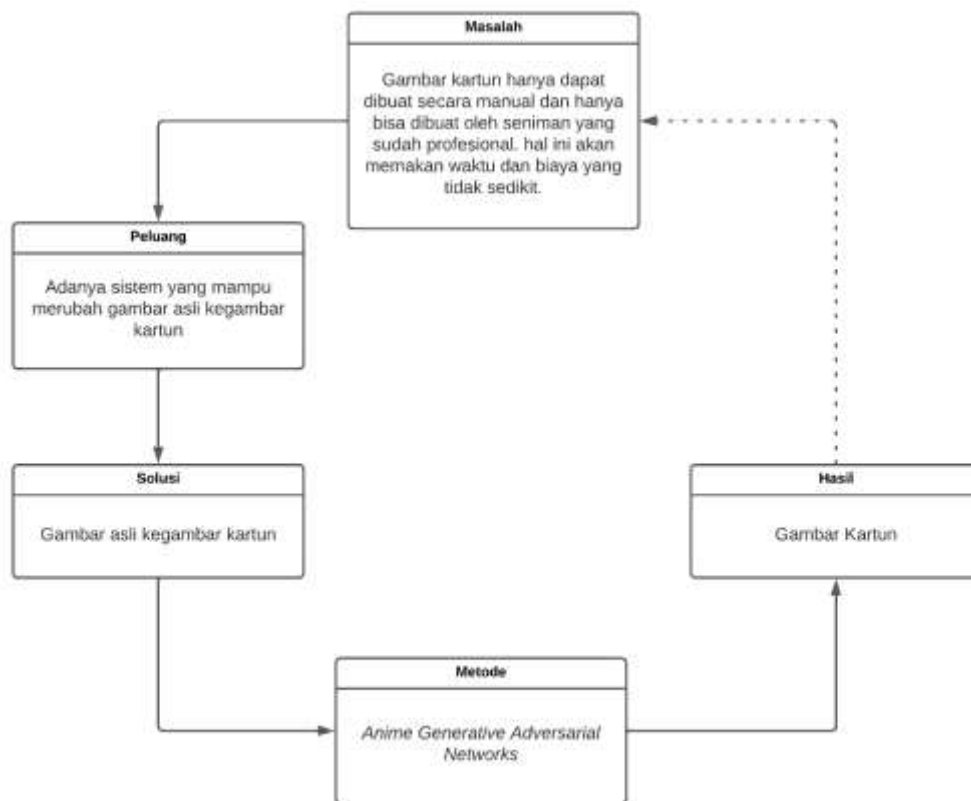 Masalah
Gambar kartun hanya dapat
dibuat secara manual dan hanya
bisa dibuat oleh seniman yang
sudah profesional. hal ini akan
memakan waktu dan biaya yang
tidak sedikit.
Peluang
Adanya sistem yang mampu
merubah gambar asli kegambar
kartun
Solusi
Gambar asli kegambar kartun
Metode
Anime Generative Adversarial
Networks
Hasil
Gambar Kartun